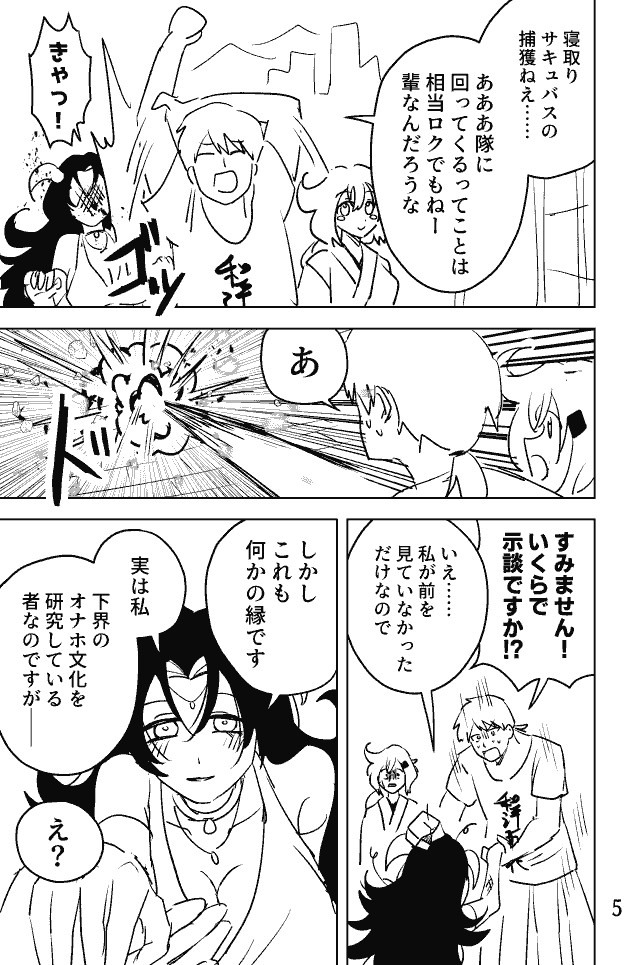 寝取り
サキュバスの
捕獲ねえ……
あああ隊に
回ってくるってことは
相当ロクでもねー
輩なんだろうな
きゃっ！
ゴッ
あ
ドド
すみません！
いくらで
示談ですか!?
いえ……
私が前を
見ていなかった
だけなので
しかし
これも
何かの縁です
実は私
下界の
オナホ文化を
研究している
者なのですが──
え？
5